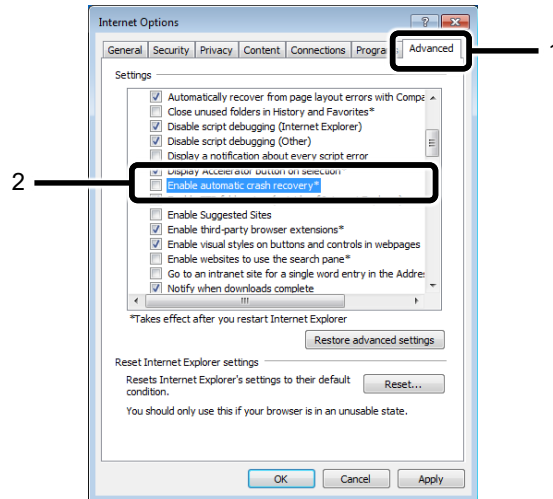 Internet Options
General Security Privacy Content Connections Programs Advanced
1
Settings
Automatically recover from page layout errors with Compa
Close unused folders in History and Favorites*
Disable script debugging (Internet Explorer)
Disable script debugging (Other)
Display a notification about every script error
Display Accelerator button on selection*
2
Enable automatic crash recovery*
Enable Suggested Sites
Enable third-party browser extensions*
Enable visual styles on buttons and controls in webpages
Enable websites to use the search pane*
Go to an intranet site for a single word entry in the Addres
Notify when downloads complete
*Takes effect after you restart Internet Explorer
Restore advanced settings
Reset Internet Explorer settings
Resets Internet Explorer's settings to their default
condition.
Reset...
You should only use this if your browser is in an unusable state.
OK Cancel Apply